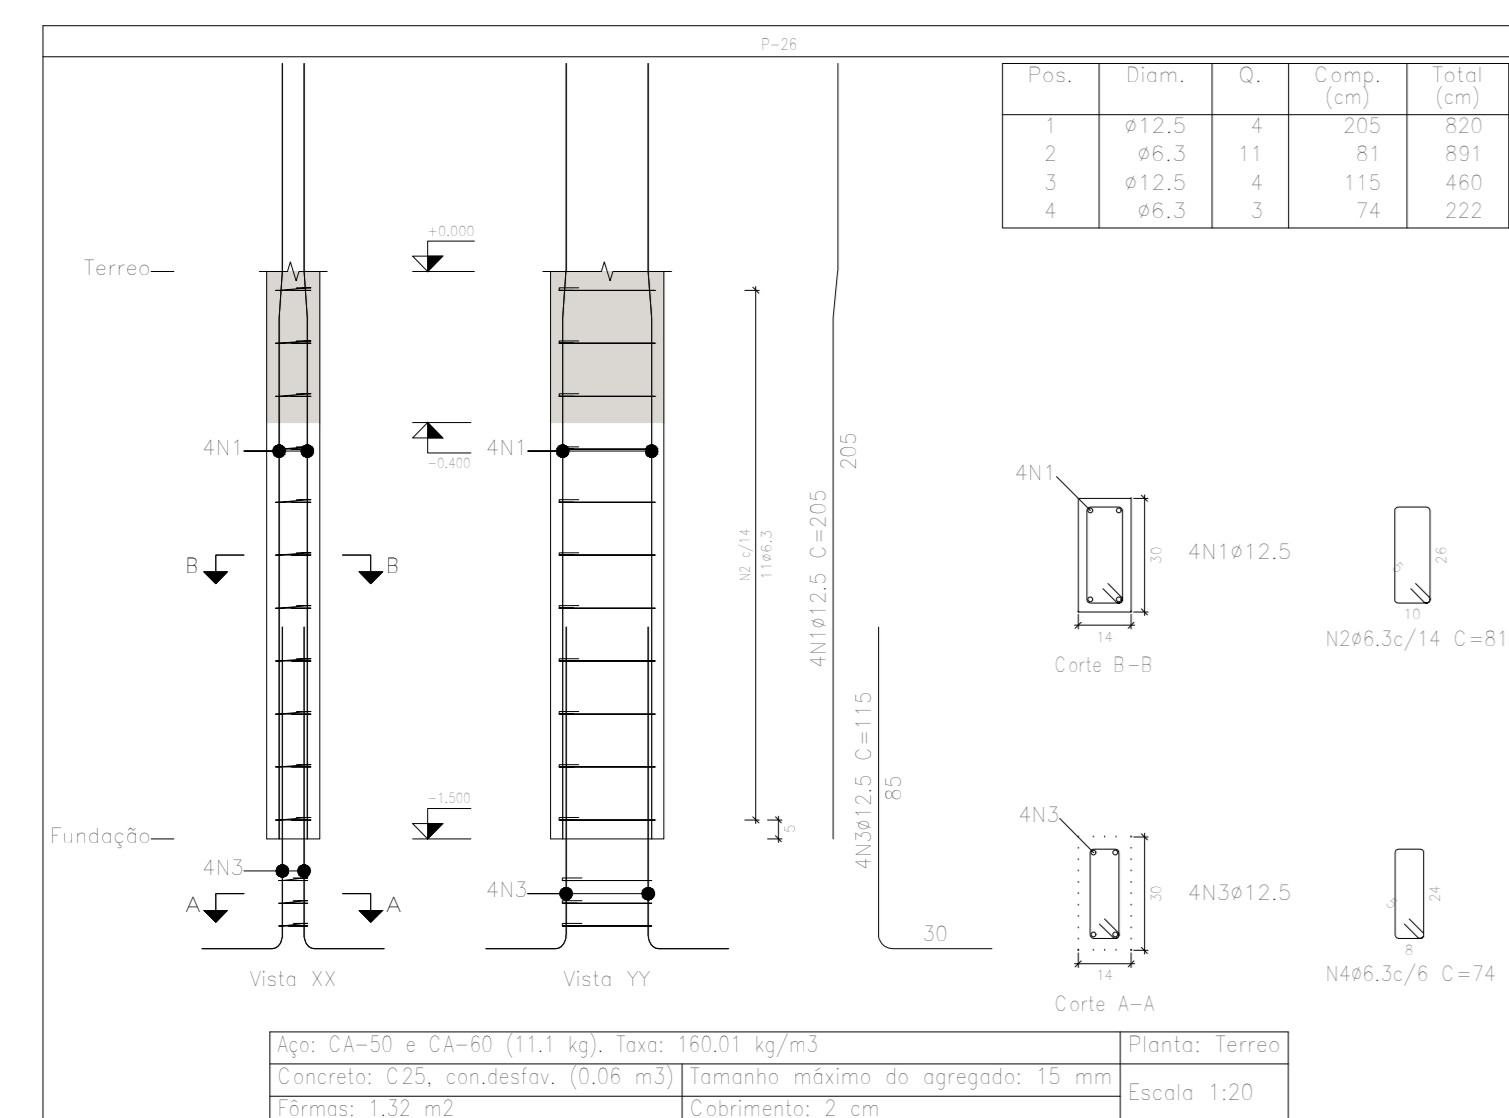 P-26
Pos. Diam. Q. Comp. (cm) Total (cm)
1 ø12.5 4 205 820
2 ø6.3 11 81 891
3 ø12.5 4 115 460
4 ø6.3 3 74 222
+0.000
Terreo
4N1
-0.400
4N1
205
4N1ø12.5 C=205
N2 c/14
11ø6.3
B
B
4N1
30
4N1ø12.5
14
Corte B-B
5
26
10
N2ø6.3c/14 C=81
-1.500
Fundação
5
4N3ø12.5 C=115
85
30
4N3
4N3
A
A
Vista XX
Vista YY
4N3
30
4N3ø12.5
14
Corte A-A
5
24
8
N4ø6.3c/6 C=74
Aço: CA-50 e CA-60 (11.1 kg). Taxa: 160.01 kg/m3
Planta: Terreo
Concreto: C25, con.desfav. (0.06 m3)
Tamanho máximo do agregado: 15 mm
Escala 1:20
Fôrmas: 1.32 m2
Cobrimento: 2 cm